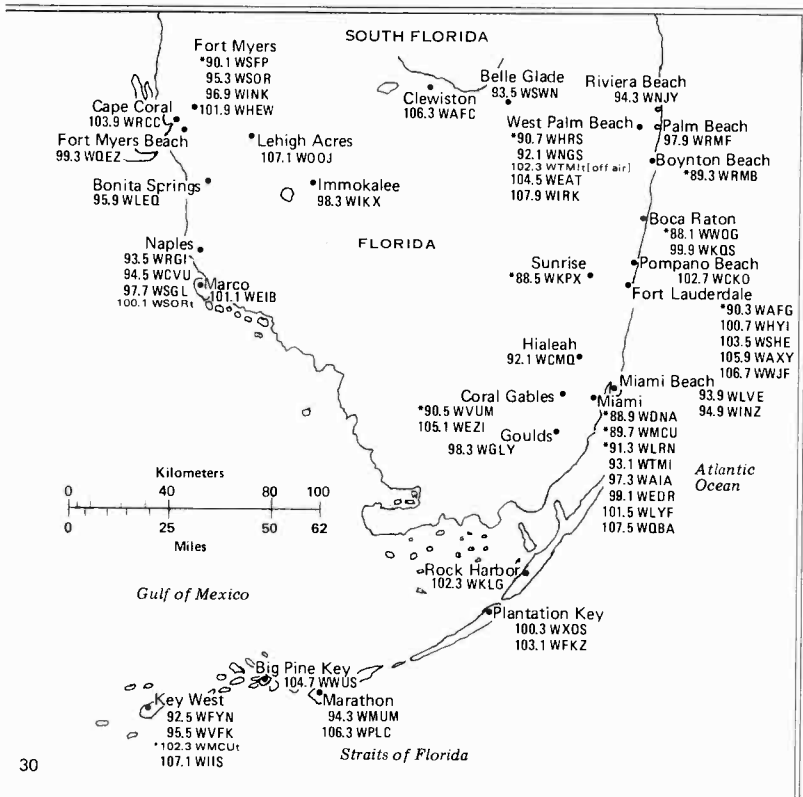 SOUTH FLORIDA
Fort Myers
*90.1 WSFP
95.3 WSOR
96.9 WINK
*101.9 WHEW
Cape Coral
103.9 WRCC
Fort Myers Beach
99.3 WQEZ
Lehigh Acres
107.1 WOOJ
Bonita Springs
95.9 WLEQ
Immokalee
98.3 WIKX
Clewiston
106.3 WAFC
Belle Glade
93.5 WSWN
Riviera Beach
94.3 WNJY
West Palm Beach
*90.7 WHRS
92.1 WNGS
102.3 WTMIt[off air]
104.5 WEAT
107.9 WIRK
Palm Beach
97.9 WRMF
Boynton Beach
*89.3 WRMB
Boca Raton
*88.1 WWOG
99.9 WKQS
FLORIDA
Naples
93.5 WRGI
94.5 WCVU
97.7 WSGL
100.1 WSORt
Marco
101.1 WEIB
Sunrise
*88.5 WKPX
Pompano Beach
102.7 WCKO
Fort Lauderdale
*90.3 WAFG
100.7 WHYI
103.5 WSHE
105.9 WAXY
106.7 WWJF
Hialeah
92.1 WCMQ
Miami Beach
93.9 WLVE
94.9 WINZ
Coral Gables
*90.5 WVUM
105.1 WEZI
Miami
*88.9 WDNA
*89.7 WMCU
*91.3 WLRN
93.1 WTMI
97.3 WAIA
99.1 WEDR
101.5 WLYF
107.5 WQBA
Goulds
98.3 WGLY
Atlantic
Ocean
Kilometers
0 40 80 100
0 25 50 62
Miles
Gulf of Mexico
Rock Harbor
102.3 WKLG
Plantation Key
100.3 WXOS
103.1 WFKZ
Big Pine Key
104.7 WWUS
Key West
92.5 WFYN
95.5 WVFK
*102.3 WMCUt
107.1 WIIS
Marathon
94.3 WMUM
106.3 WPLC
Straits of Florida
30